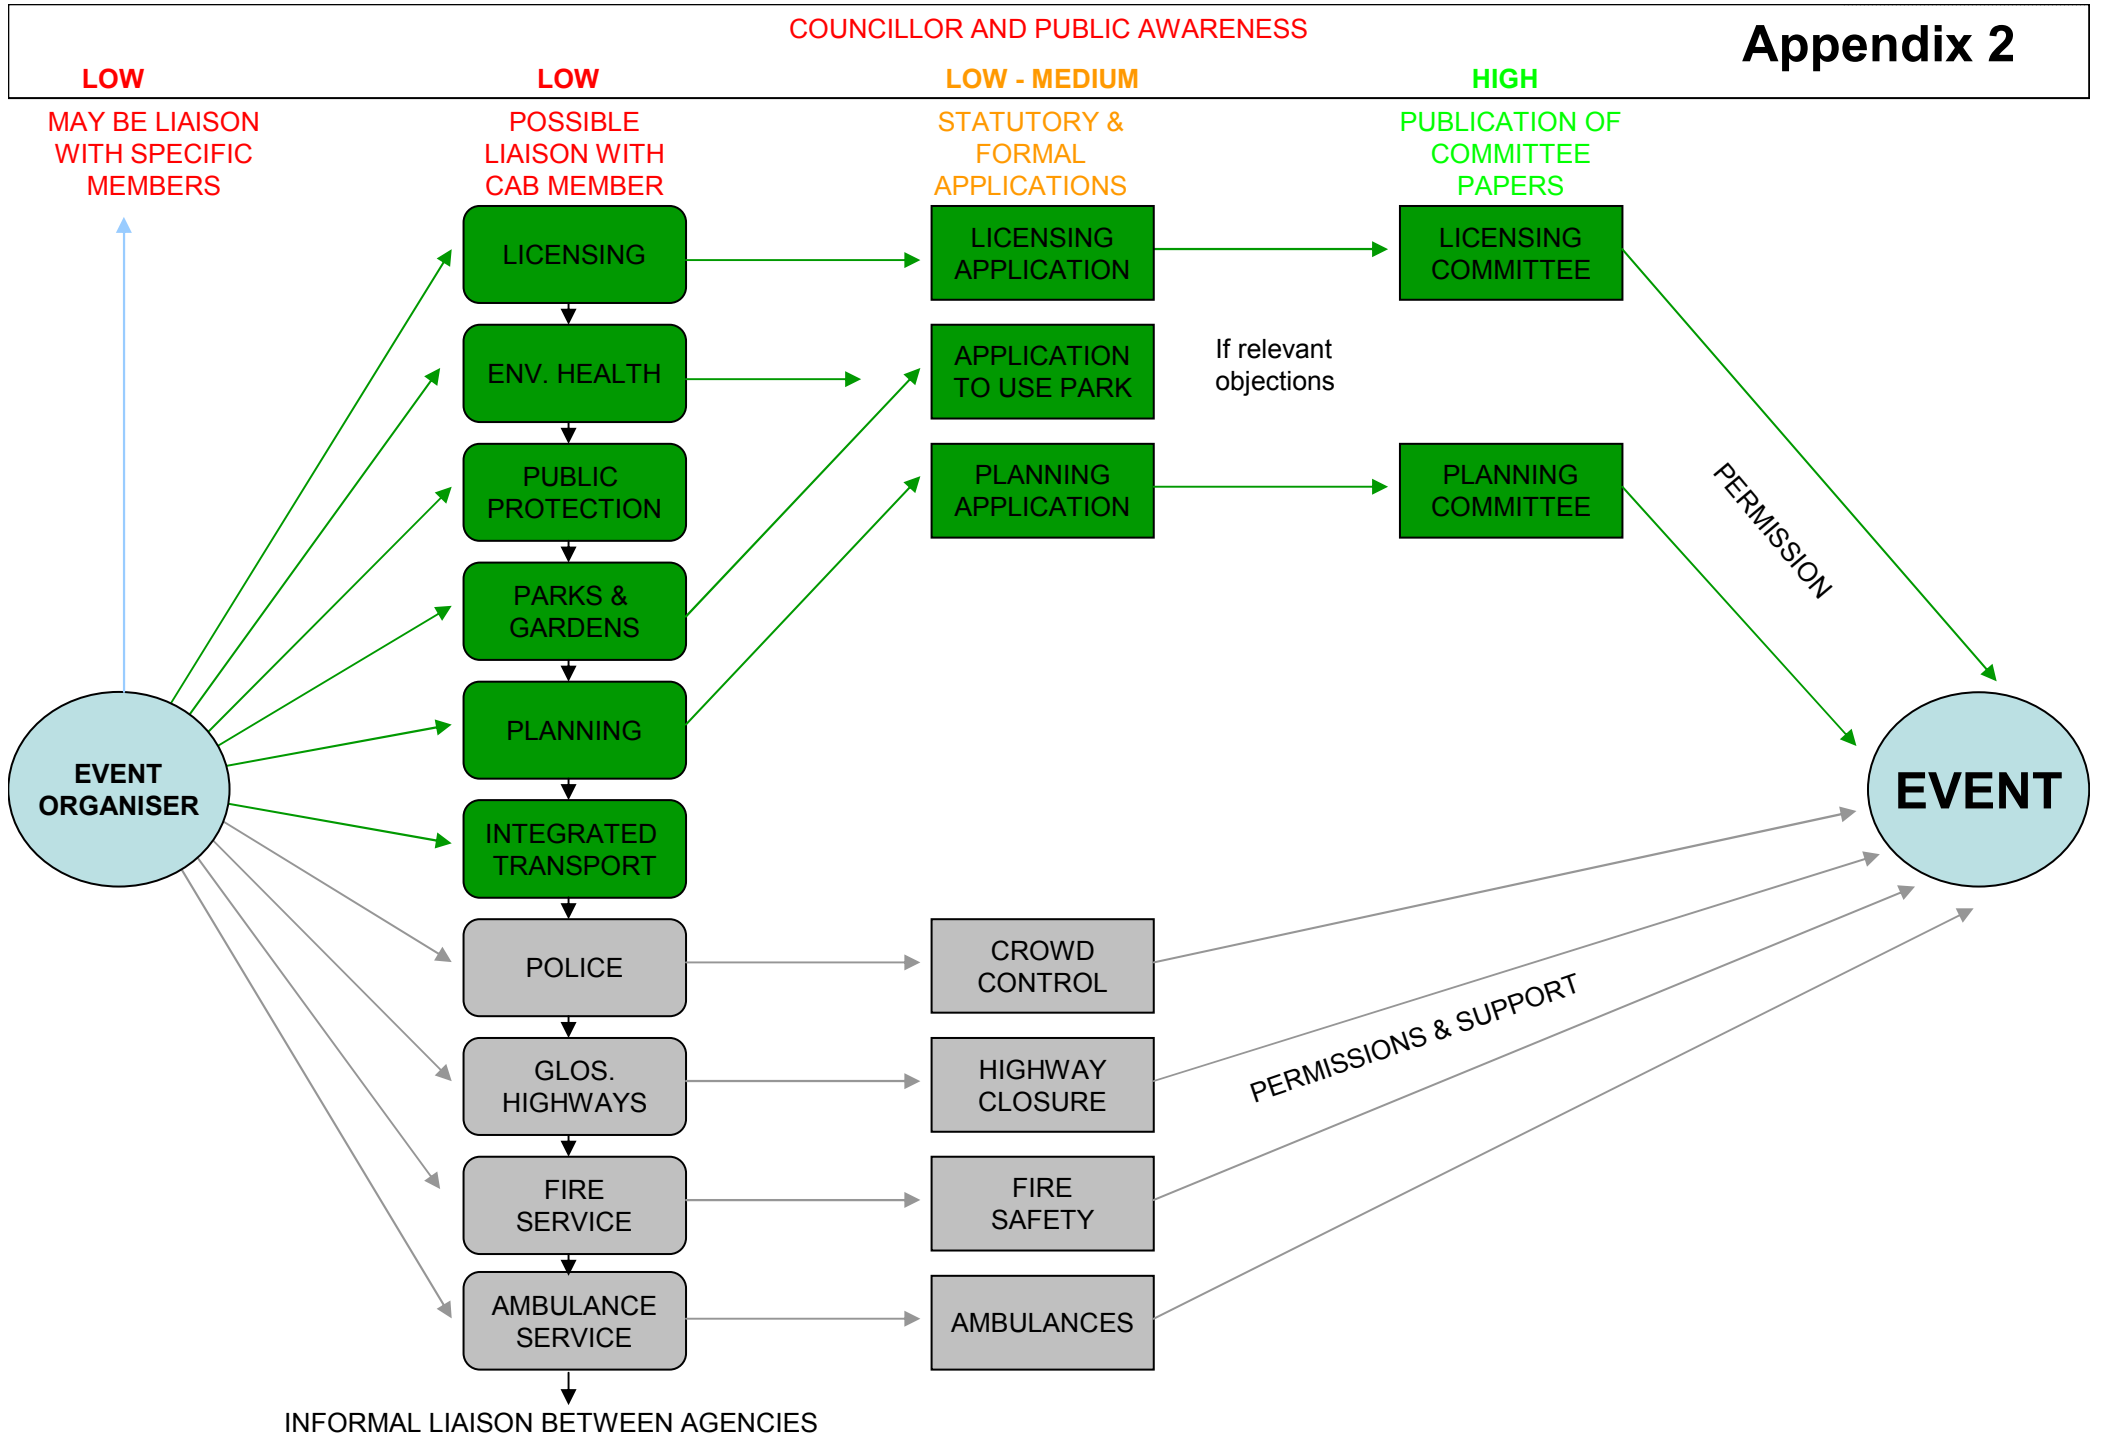 COUNCILLOR AND PUBLIC AWARENESS
Appendix 2
LOW
LOW
LOW - MEDIUM
HIGH
MAY BE LIAISON
WITH SPECIFIC
MEMBERS
POSSIBLE
LIAISON WITH
CAB MEMBER
STATUTORY &
FORMAL
APPLICATIONS
PUBLICATION OF
COMMITTEE
PAPERS
LICENSING
LICENSING
APPLICATION
LICENSING
COMMITTEE
ENV. HEALTH
APPLICATION
TO USE PARK
If relevant
objections
PUBLIC
PROTECTION
PLANNING
APPLICATION
PLANNING
COMMITTEE
PERMISSION
PARKS &
GARDENS
PLANNING
EVENT
ORGANISER
EVENT
INTEGRATED
TRANSPORT
POLICE
CROWD
CONTROL
GLOS.
HIGHWAYS
HIGHWAY
CLOSURE
PERMISSIONS & SUPPORT
FIRE
SERVICE
FIRE
SAFETY
AMBULANCE
SERVICE
AMBULANCES
INFORMAL LIAISON BETWEEN AGENCIES